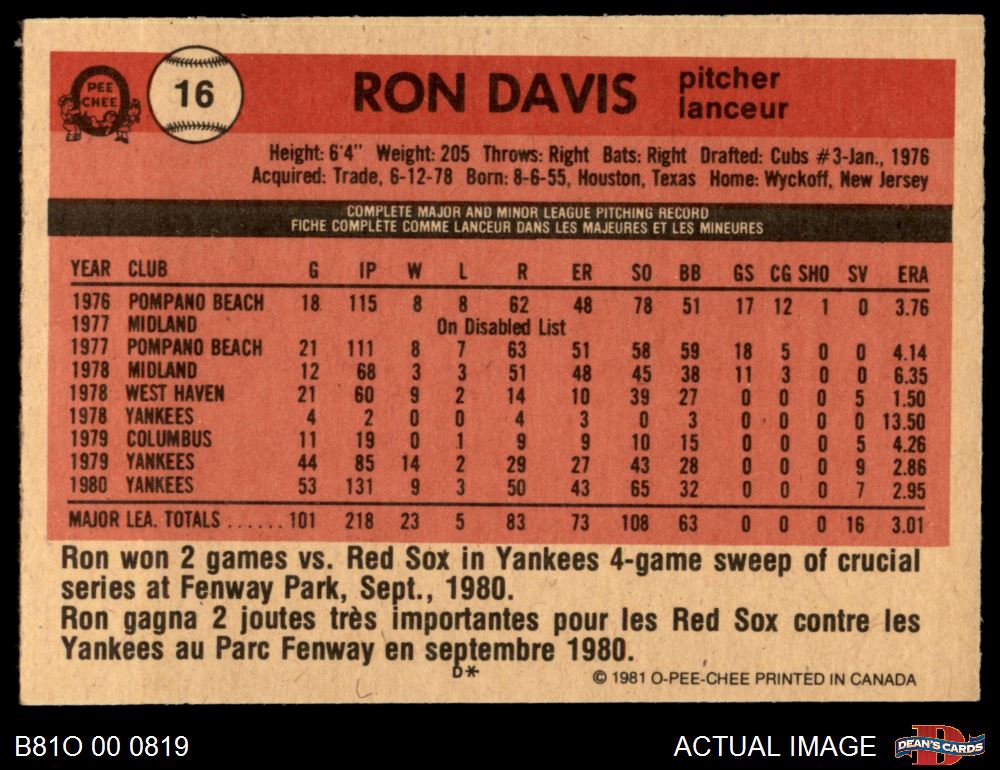 O PEE CHEE 16 RON DAVIS pitcher
lanceur
Height: 6'4" Weight: 205 Throws: Right Bats: Right Drafted: Cubs #3-Jan., 1976
Acquired: Trade, 6-12-78 Born: 8-6-55, Houston, Texas Home: Wyckoff, New Jersey
COMPLETE MAJOR AND MINOR LEAGUE PITCHING RECORD
FICHE COMPLÈTE COMME LANCEUR DANS LES MAJEURES ET LES MINEURES
YEAR CLUB G IP W L R ER SO BB GS CG SHO SV ERA
1976 POMPANO BEACH 18 115 8 8 62 48 78 51 17 12 1 0 3.76
1977 MIDLAND On Disabled List
1977 POMPANO BEACH 21 111 8 7 63 51 58 59 18 5 0 0 4.14
1978 MIDLAND 12 68 3 3 51 48 45 38 11 3 0 0 6.35
1978 WEST HAVEN 21 60 9 2 14 10 39 27 0 0 0 5 1.50
1978 YANKEES 4 2 0 0 4 3 0 3 0 0 0 0 13.50
1979 COLUMBUS 11 19 0 1 9 9 10 15 0 0 0 5 4.26
1979 YANKEES 44 85 14 2 29 27 43 28 0 0 0 9 2.86
1980 YANKEES 53 131 9 3 50 43 65 32 0 0 0 7 2.95
MAJOR LEA. TOTALS ...... 101 218 23 5 83 73 108 63 0 0 0 16 3.01
Ron won 2 games vs. Red Sox in Yankees 4-game sweep of crucial
series at Fenway Park, Sept., 1980.
Ron gagna 2 joutes très importantes pour les Red Sox contre les
Yankees au Parc Fenway en septembre 1980.
D*
© 1981 O-PEE-CHEE PRINTED IN CANADA
B81O 00 0819 ACTUAL IMAGE D DEAN'S CARDS